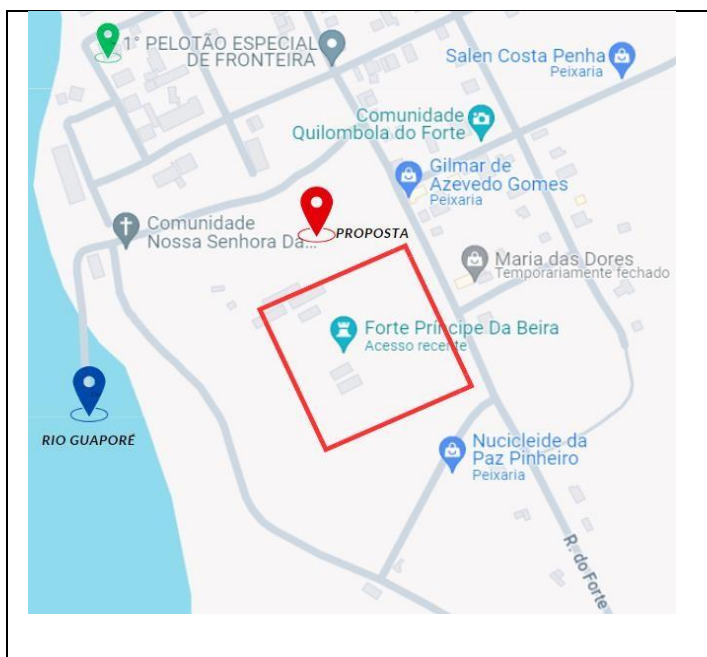 1° PELOTÃO ESPECIAL
DE FRONTEIRA
Salen Costa Penha
Peixaria
Comunidade
Quilombola do Forte
Gilmar de
Azevedo Gomes
Peixaria
Comunidade
Nossa Senhora Da...
PROPOSTA
Maria das Dores
Temporariamente fechado
Forte Príncipe Da Beira
Acesso recente
RIO GUAPORÉ
Nucicleide da
Paz Pinheiro
Peixaria
R. do Forte